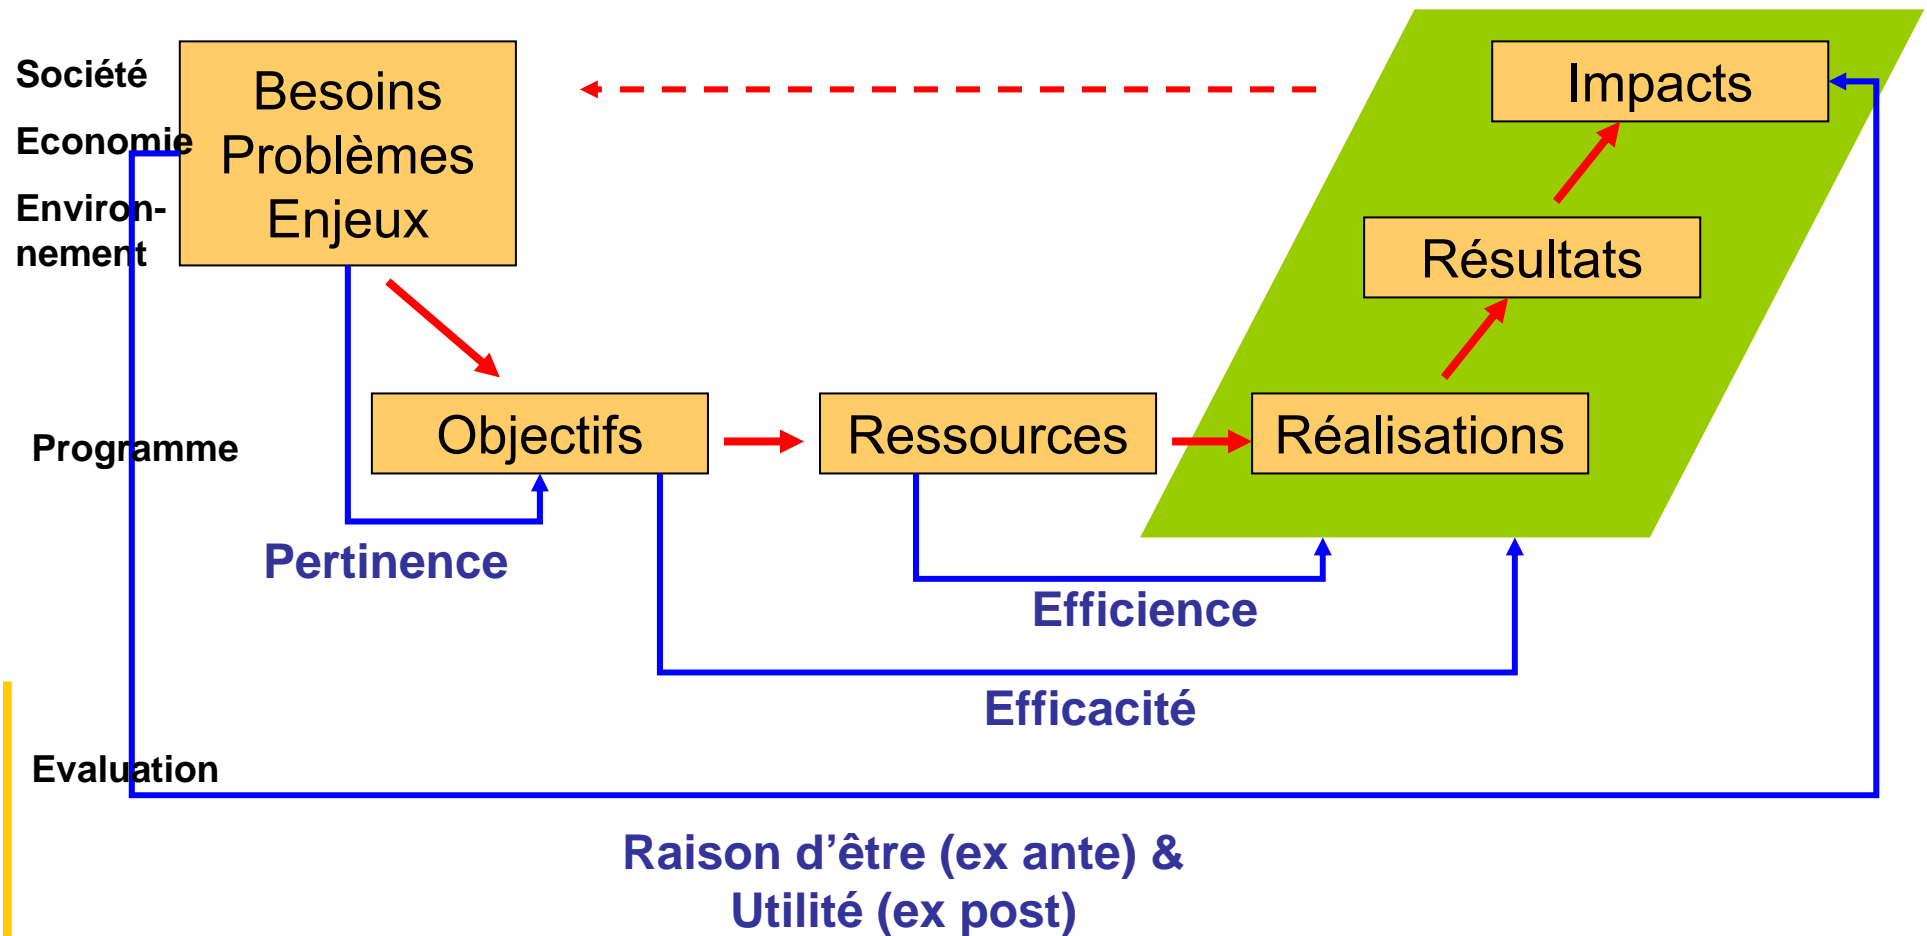 Société
Economie
Environ-
nement
Besoins
Problèmes
Enjeux
Impacts
Résultats
Programme
Objectifs
Ressources
Réalisations
Pertinence
Efficience
Efficacité
Evaluation
Raison d’être (ex ante) &
Utilité (ex post)